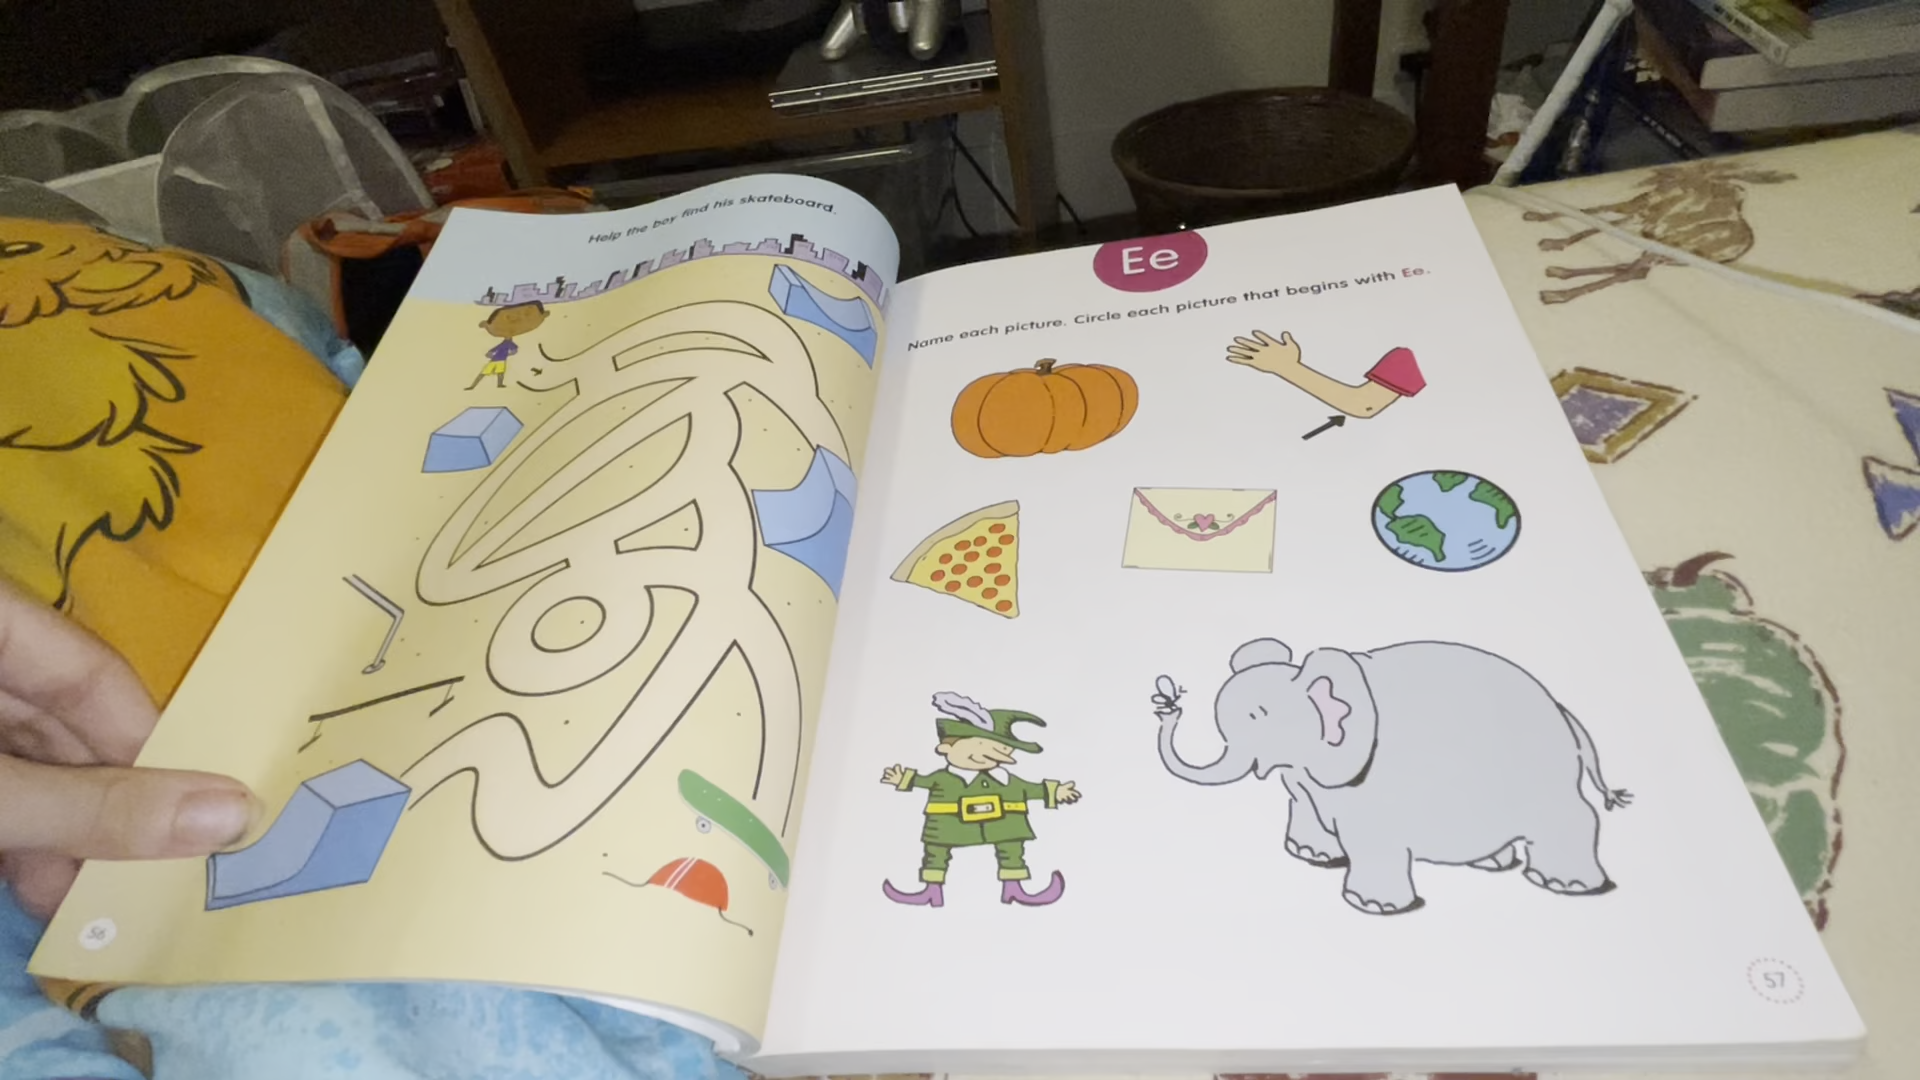 Help the boy find his skateboard.
56
Ee
Name each picture. Circle each picture that begins with Ee.
57